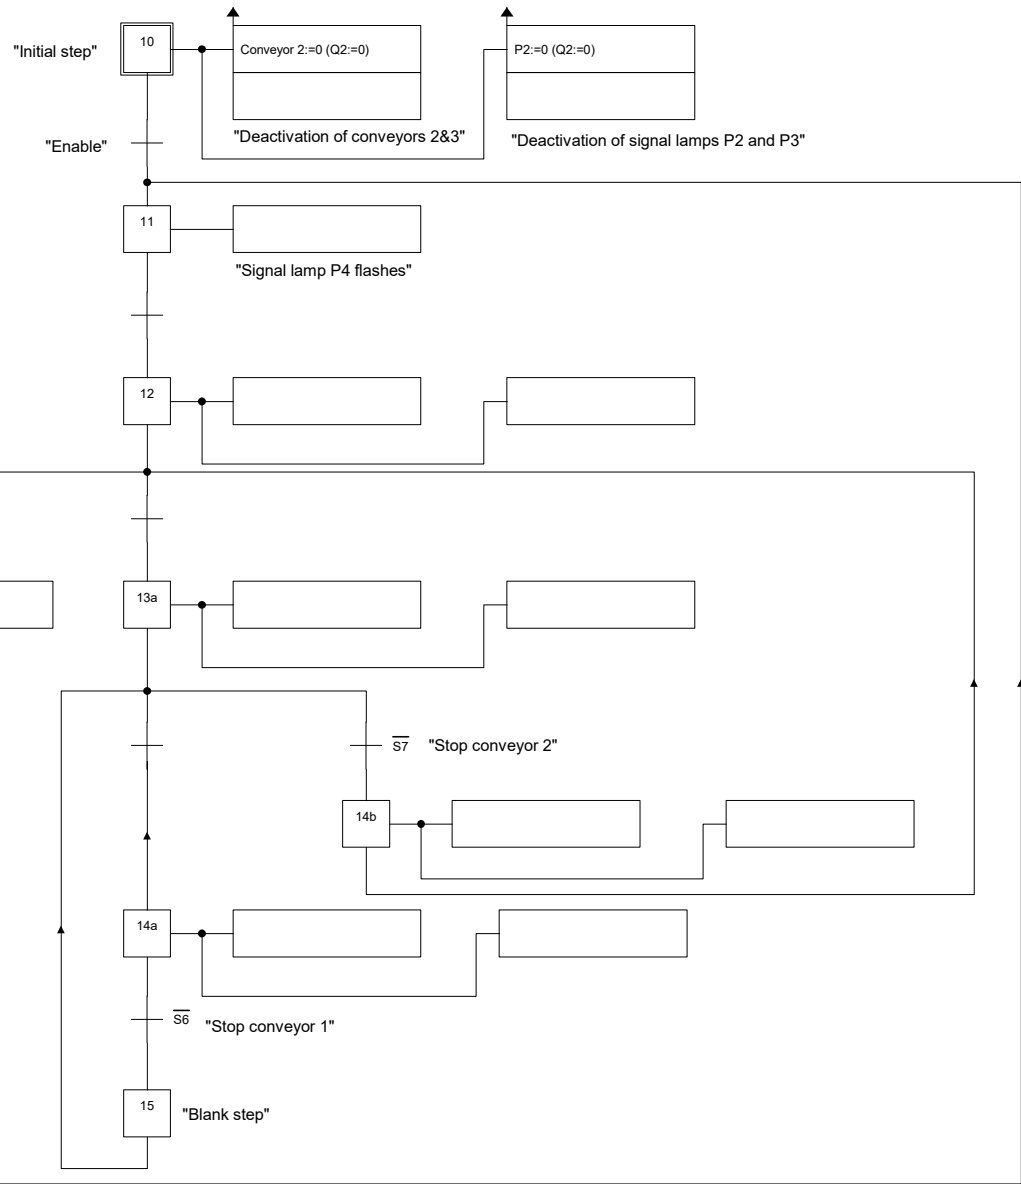 "Initial step"
10
Conveyor 2:=0 (Q2:=0)
P2:=0 (Q2:=0)
"Deactivation of conveyors 2&3"
"Deactivation of signal lamps P2 and P3"
"Enable"
11
"Signal lamp P4 flashes"
12
13a
S̅7̅ "Stop conveyor 2"
14b
14a
S̅6̅ "Stop conveyor 1"
15
"Blank step"